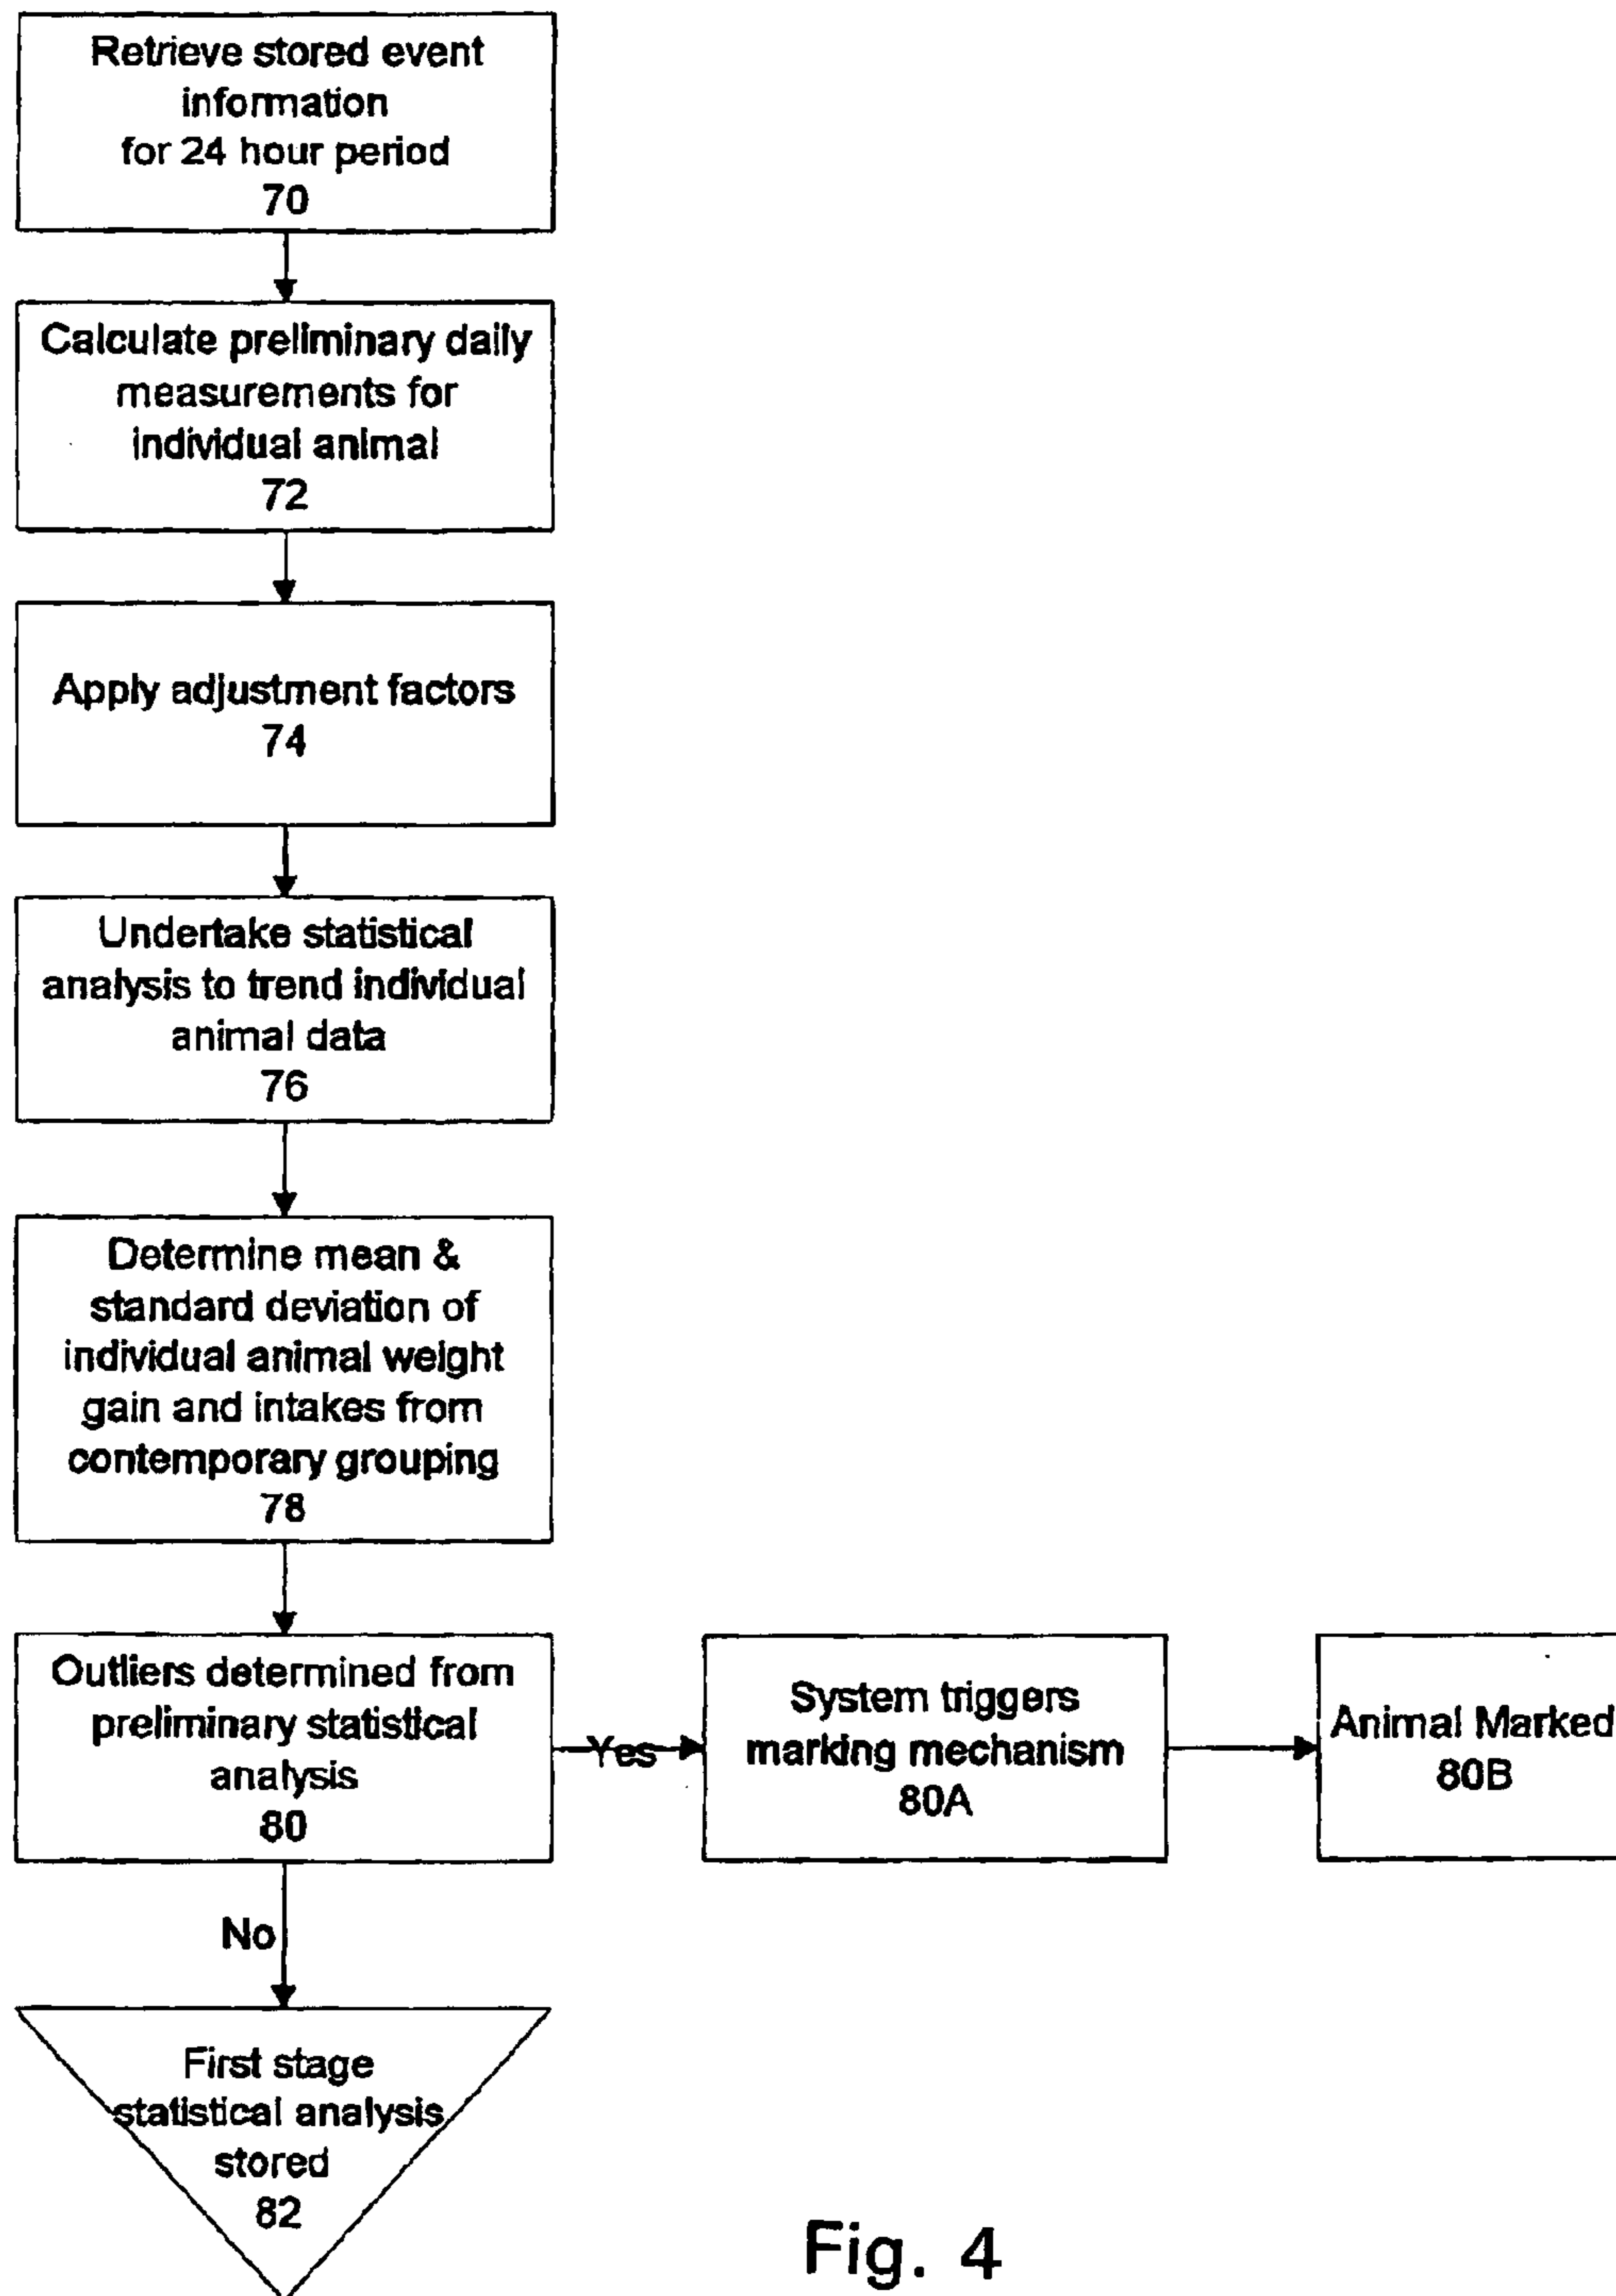 Retrieve stored event
information
for 24 hour period
70
Calculate preliminary daily
measurements for
individual animal
72
Apply adjustment factors
74
Undertake statistical
analysis to trend individual
animal data
76
Determine mean &
standard deviation of
individual animal weight
gain and intakes from
contemporary grouping
78
Outliers determined from
preliminary statistical
analysis
80
Yes
System triggers
marking mechanism
80A
Animal Marked
80B
No
First stage
statistical analysis
stored
82
Fig. 4